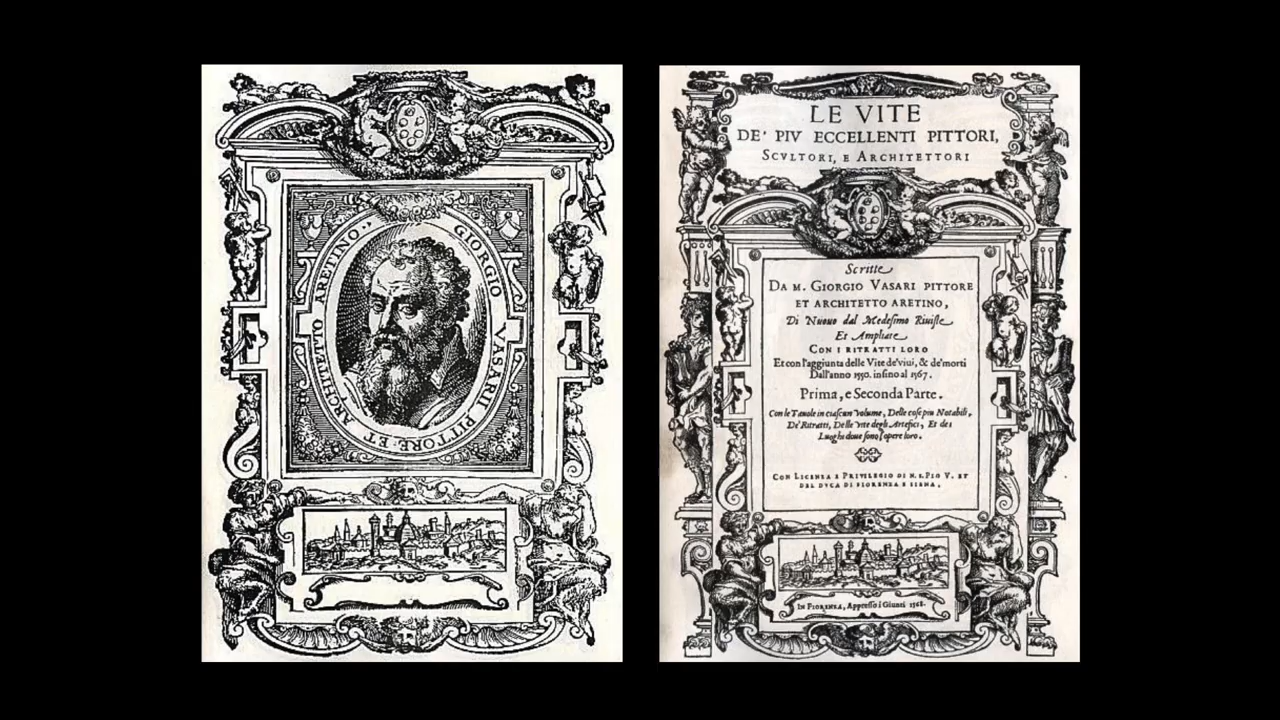 GIORGIO VASARII PITTORE ET ARCHITETTO ARETINO
LE VITE
DE' PIV ECCELLENTI PITTORI,
SCVLTORI, E ARCHITETTORI
Scritte
DA M. GIORGIO VASARI PITTORE
ET ARCHITETTO ARETINO,
Di Nuouo dal Medesimo Riuiste
Et Ampliate
CON I RITRATTI LORO
Et con l'aggiunta delle Vite de' viui, & de' morti
Dall'anno 1550. insino al 1567.
Prima, e Seconda Parte.
Con le Tauole in ciascun volume, Delle cose piu Notabili,
De' Ritratti, Delle vite degli Artefici, Et dei
Luoghi doue sono l'opere loro.
CON LICENZA E PRIVILEGIO DI N. S. PIO V. ET
DEL DVCA DI FIORENZA E SIENA.
IN FIORENZA, Appresso i Giunti 1568.